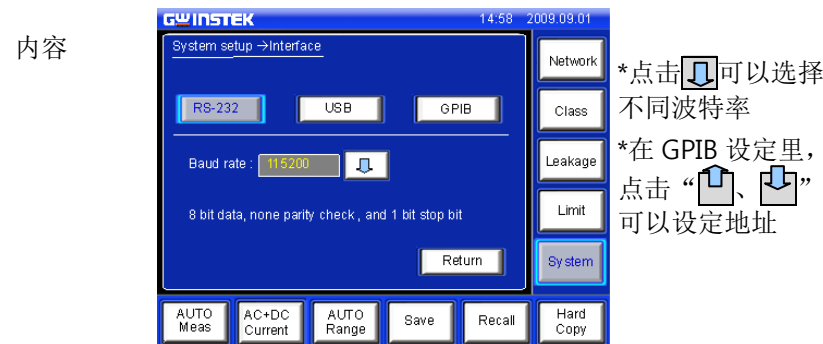 内容
GWINSTEK 14:58 2009.09.01
System setup →Interface
RS-232 USB GPIB
Baud rate : 115200
8 bit data, none parity check , and 1 bit stop bit
Return
Network
Class
Leakage
Limit
System
AUTO Meas
AC+DC Current
AUTO Range
Save
Recall
Hard Copy
*点击 可以选择
不同波特率
*在 GPIB 设定里，
点击“ 、 ”
可以设定地址